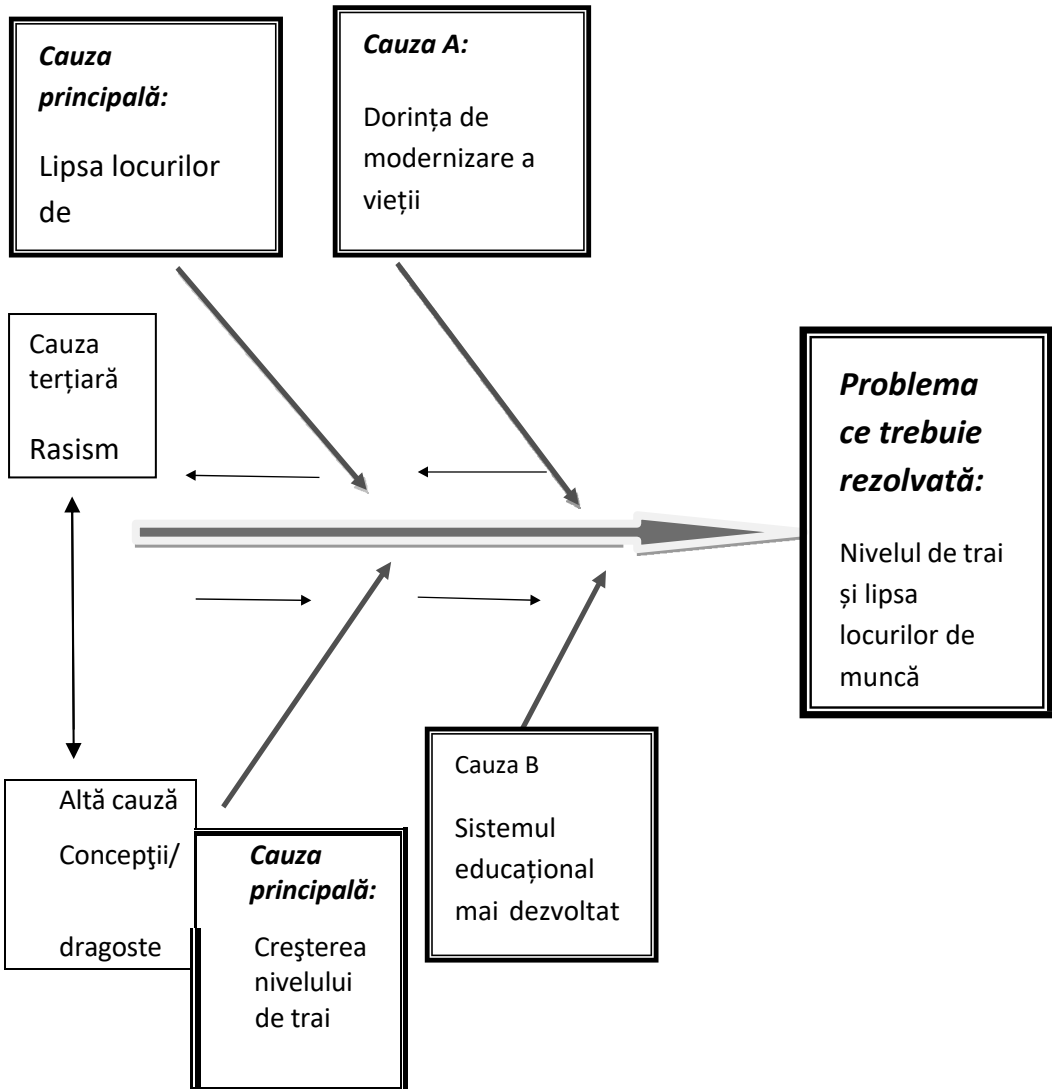 Cauza
principală:
Lipsa locurilor
de
Cauza A:
Dorința de
modernizare a
vieții
Cauza
terțiară
Rasism
Problema
ce trebuie
rezolvată:
Nivelul de trai
și lipsa
locurilor de
muncă
Altă cauză
Concepţii/
dragoste
Cauza
principală:
Creşterea
nivelului
de trai
Cauza B
Sistemul
educațional
mai dezvoltat